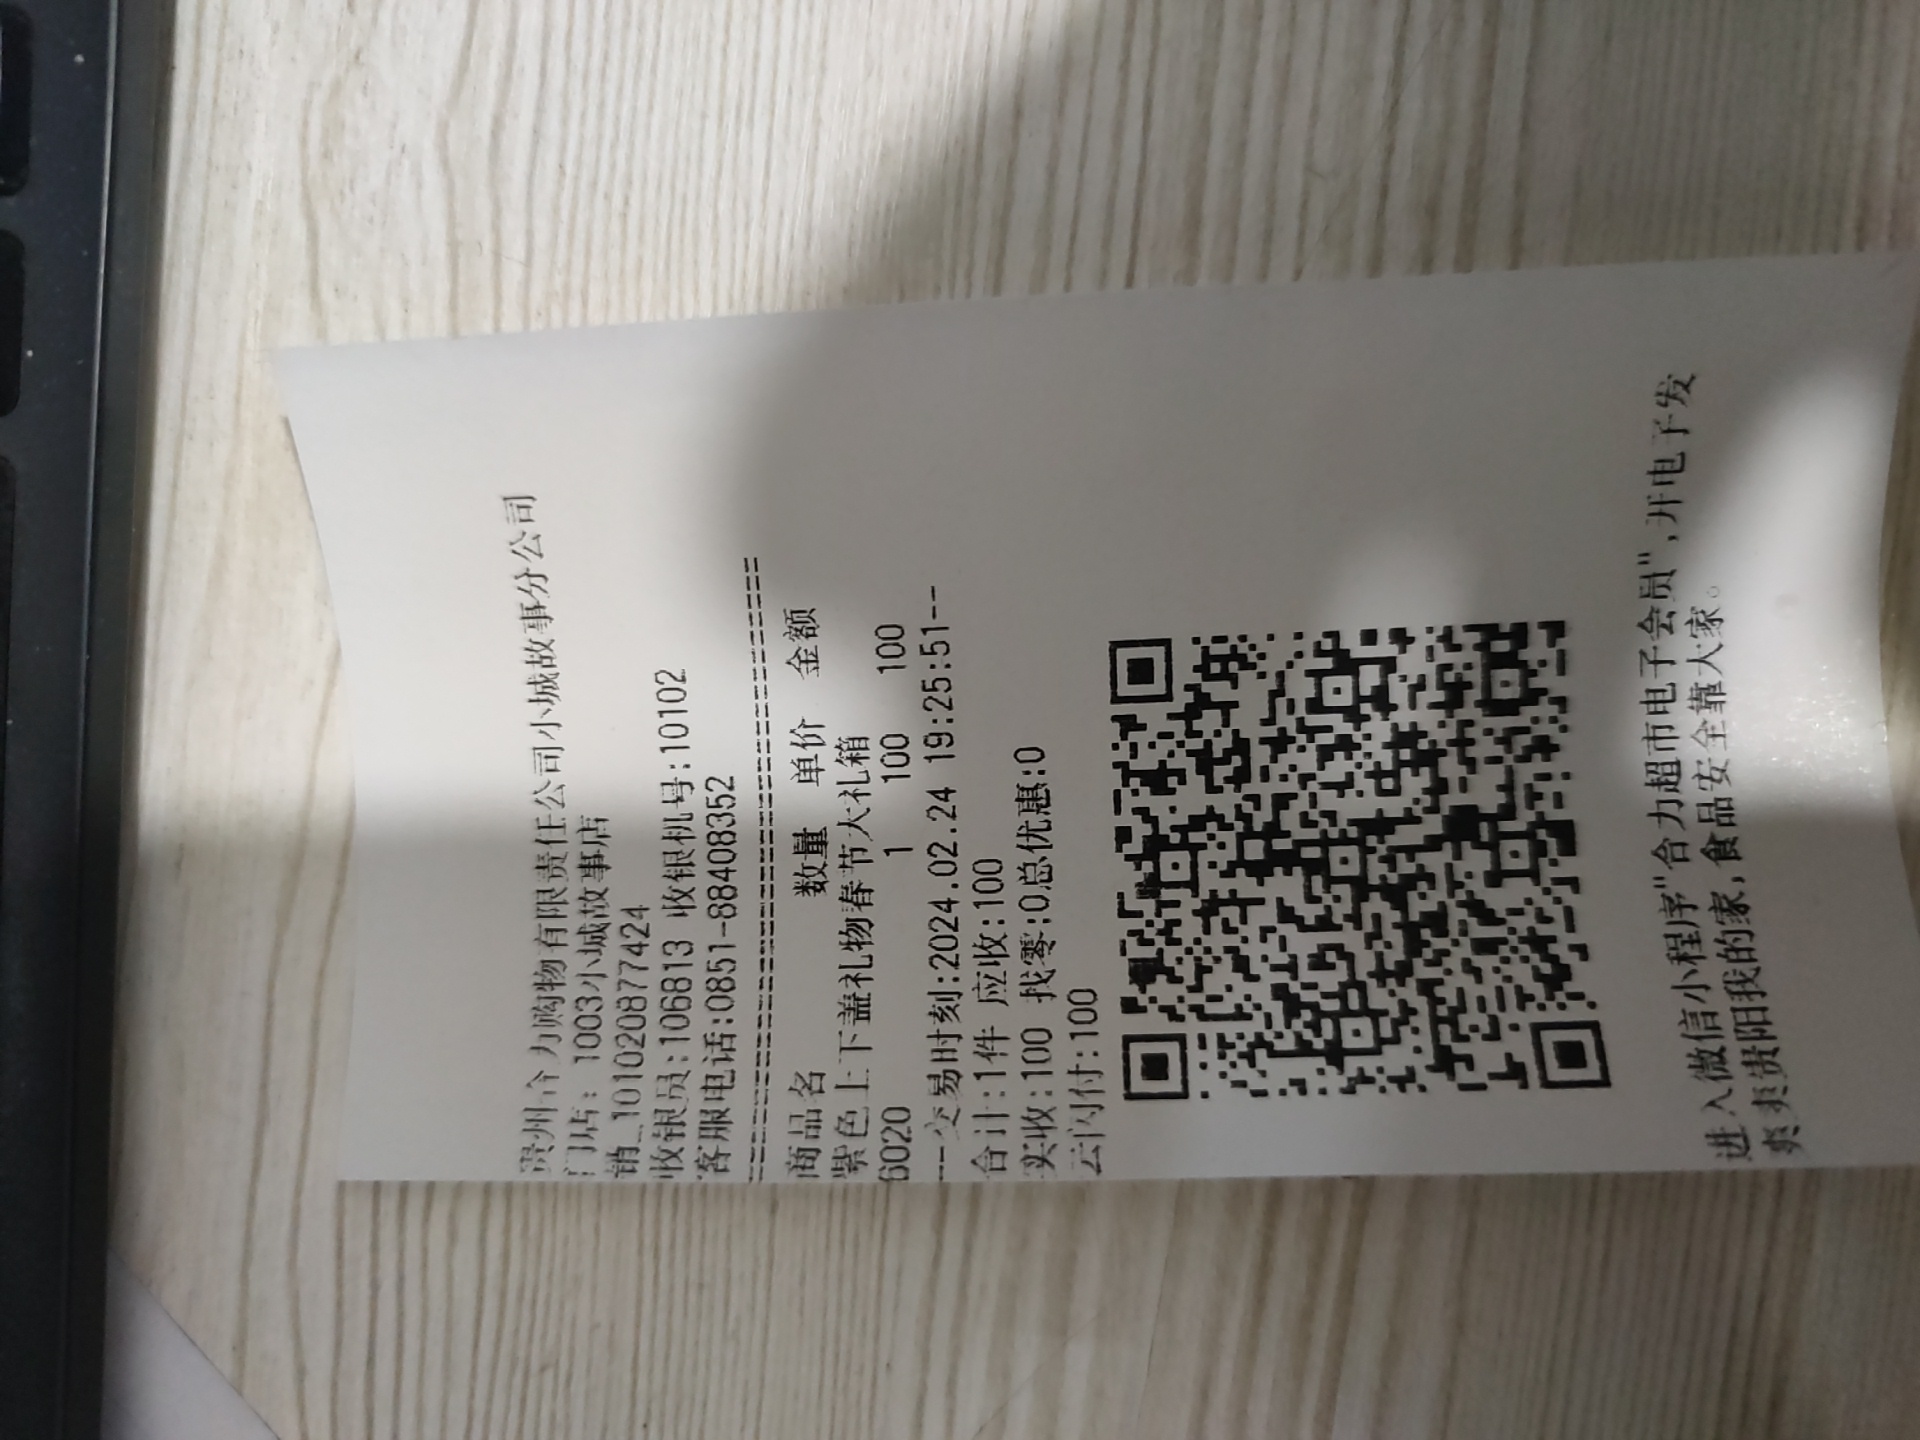 贵州合力购物有限责任公司小城故事分公司
门店: 1003小城故事店
销_101020877424
收银员:106813 收银机号:10102
客服电话:0851-88408352
商品名 数量 单价 金额
紫色上下盖礼物春节大礼箱
6020 1 100 100
--交易时刻:2024.02.24 19:25:51--
合计:1件 应收:100
实收:100 找零:0总优惠:0
云闪付:100
进入微信小程序"合力超市电子会员",开电子发
爽爽贵阳我的家,食品安全靠大家。